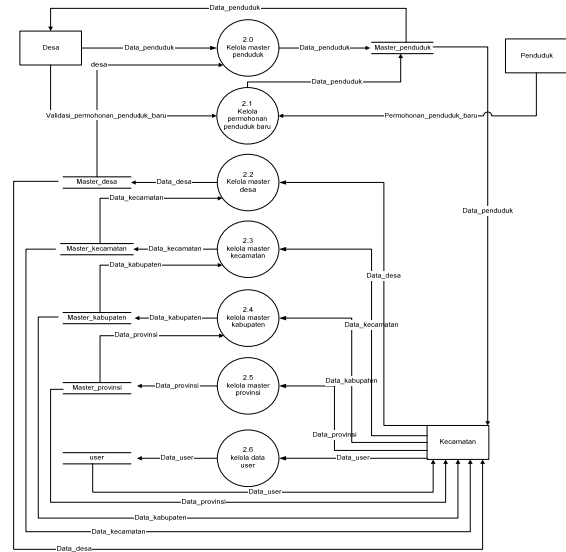 Data_penduduk
Desa
Data_penduduk
2.0
Kelola master
penduduk
Data_penduduk
Master_penduduk
Penduduk
desa
Data_penduduk
Validasi_permohonan_penduduk_baru
2.1
Kelola
permohonan
penduduk baru
Permohonan_penduduk_baru
Master_desa
Data_desa
2.2
Kelola master
desa
Data_kecamatan
Data_penduduk
Master_kecamatan
Data_kecamatan
2.3
kelola master
kecamatan
Data_kabupaten
Data_desa
Master_kabupaten
Data_kabupaten
2.4
kelola master
kabupaten
Data_kecamatan
Data_provinsi
Master_provinsi
Data_provinsi
2.5
kelola master
provinsi
Data_kabupaten
Data_provinsi
Kecamatan
user
Data_user
2.6
kelola data
user
Data_user
Data_user
Data_provinsi
Data_kabupaten
Data_kecamatan
Data_desa